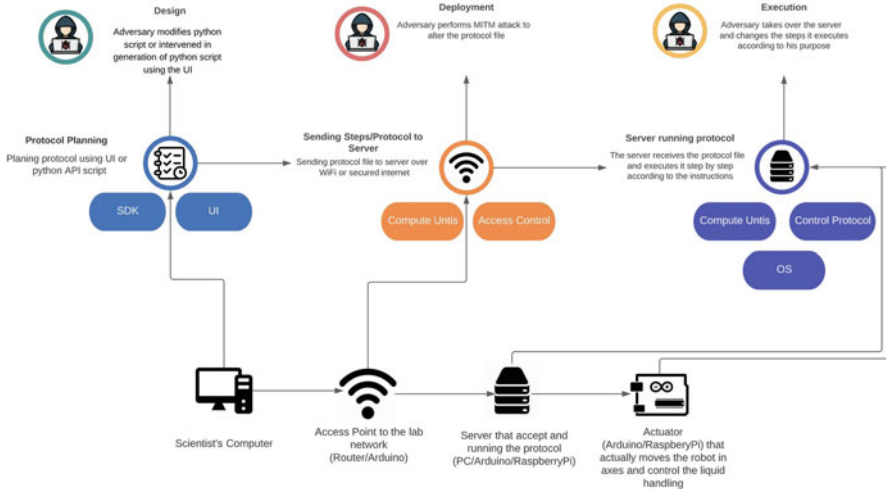 Design
Adversary modifies python
script or intervened in
generation of python script
using the UI
Deployment
Adversary performs MITM attack to
alter the protocol file
Execution
Adversary takes over the server
and changes the steps it executes
according to his purpose
Protocol Planning
Planing protocol using UI or
python API script
SDK
UI
Sending Steps/Protocol to
Server
Sending protocol file to server over
WiFi or secured internet
Compute Untis
Access Control
Server running protocol
The server receives the protocol file
and executes it step by step
according to the instructions
Compute Untis
Control Protocol
OS
Scientist's Computer
Access Point to the lab
network
(Router/Arduino)
Server that accept and
running the protocol
(PC/Arduino/RaspberryPi)
Actuator
(Arduino/RaspberyPi) that
actually moves the robot in
axes and control the liquid
handling